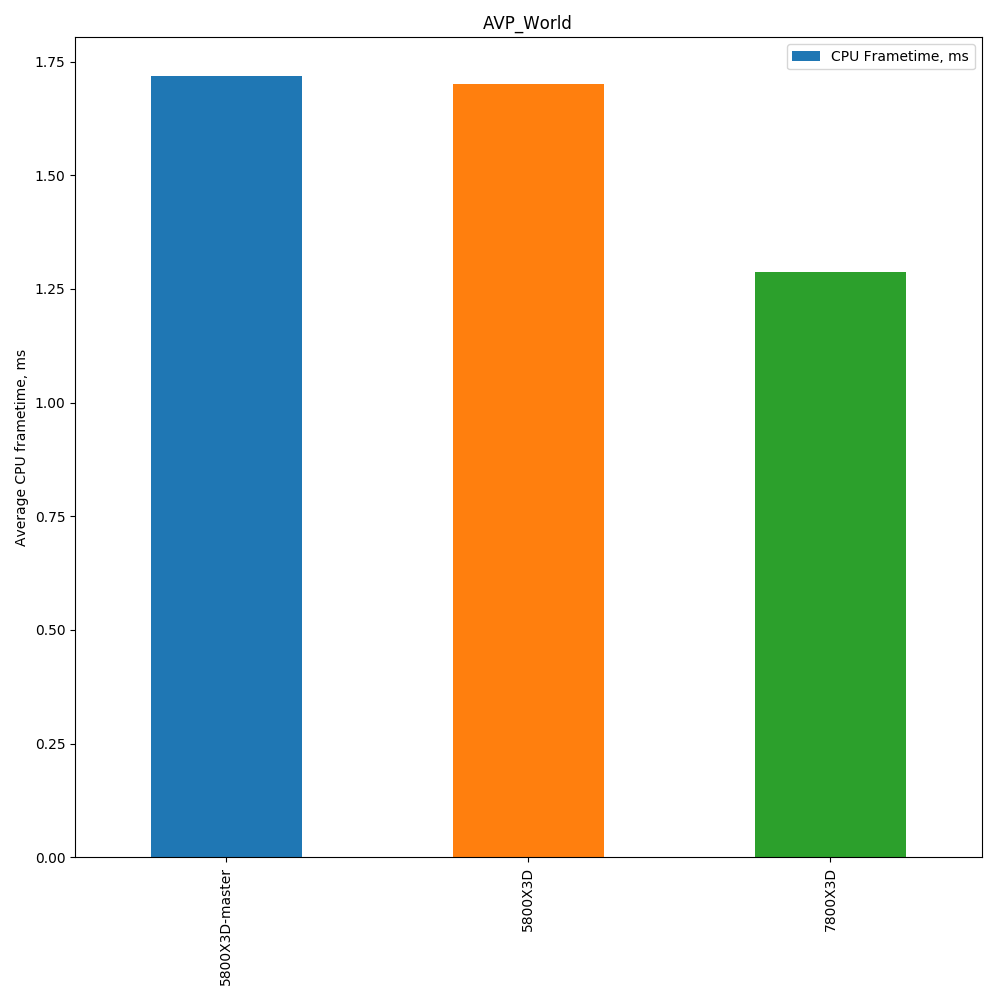 AVP_World
CPU Frametime, ms
Average CPU frametime, ms
1.75
1.50
1.25
1.00
0.75
0.50
0.25
0.00
5800X3D-master
5800X3D
7800X3D